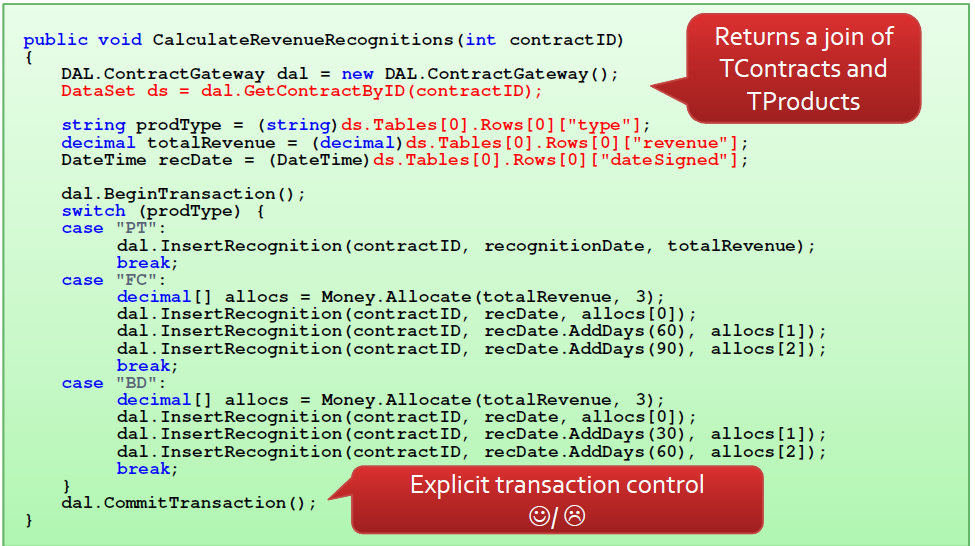 public void CalculateRevenueRecognitions(int contractID)
{
DAL.ContractGateway dal = new DAL.ContractGateway();
DataSet ds = dal.GetContractByID(contractID);
string prodType = (string)ds.Tables[0].Rows[0]["type"];
decimal totalRevenue = (decimal)ds.Tables[0].Rows[0]["revenue"];
DateTime recDate = (DateTime)ds.Tables[0].Rows[0]["dateSigned"];
dal.BeginTransaction();
switch (prodType) {
case "PT":
dal.InsertRecognition(contractID, recognitionDate, totalRevenue);
break;
case "FC":
decimal[] allocs = Money.Allocate(totalRevenue, 3);
dal.InsertRecognition(contractID, recDate, allocs[0]);
dal.InsertRecognition(contractID, recDate.AddDays(60), allocs[1]);
dal.InsertRecognition(contractID, recDate.AddDays(90), allocs[2]);
break;
case "BD":
decimal[] allocs = Money.Allocate(totalRevenue, 3);
dal.InsertRecognition(contractID, recDate, allocs[0]);
dal.InsertRecognition(contractID, recDate.AddDays(30), allocs[1]);
dal.InsertRecognition(contractID, recDate.AddDays(60), allocs[2]);
break;
}
dal.CommitTransaction();
}
Returns a join of
TContracts and
TProducts
Explicit transaction control
☺/ ☹